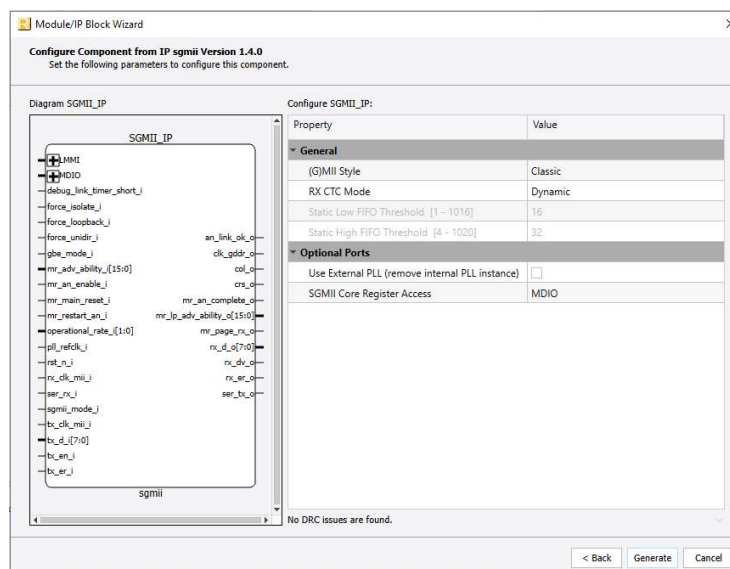 Module/IP Block Wizard
Configure Component from IP sgmii Version 1.4.0
Set the following parameters to configure this component.
Diagram SGMII_IP
SGMII_IP
LMMI
MDIO
debug_link_timer_short_i
force_isolate_i
force_loopback_i
force_unidir_i
gbe_mode_i
mr_adv_ability_i[15:0]
mr_an_enable_i
mr_main_reset_i
mr_restart_an_i
operational_rate_i[1:0]
pll_refclk_i
rst_n_i
rx_clk_mii_i
ser_rx_i
sgmii_mode_i
tx_clk_mii_i
tx_d_i[7:0]
tx_en_i
tx_er_i
an_link_ok_o
clk_gddr_o
col_o
crs_o
mr_an_complete_o
mr_lp_adv_ability_o[15:0]
mr_page_rx_o
rx_d_o[7:0]
rx_dv_o
rx_er_o
ser_tx_o
sgmii
Configure SGMII_IP:
Property Value
General
(G)MII Style Classic
RX CTC Mode Dynamic
Static Low FIFO Threshold [1 - 1016] 16
Static High FIFO Threshold [4 - 1020] 32
Optional Ports
Use External PLL (remove internal PLL instance)
SGMII Core Register Access MDIO
No DRC issues are found.
< Back Generate Cancel